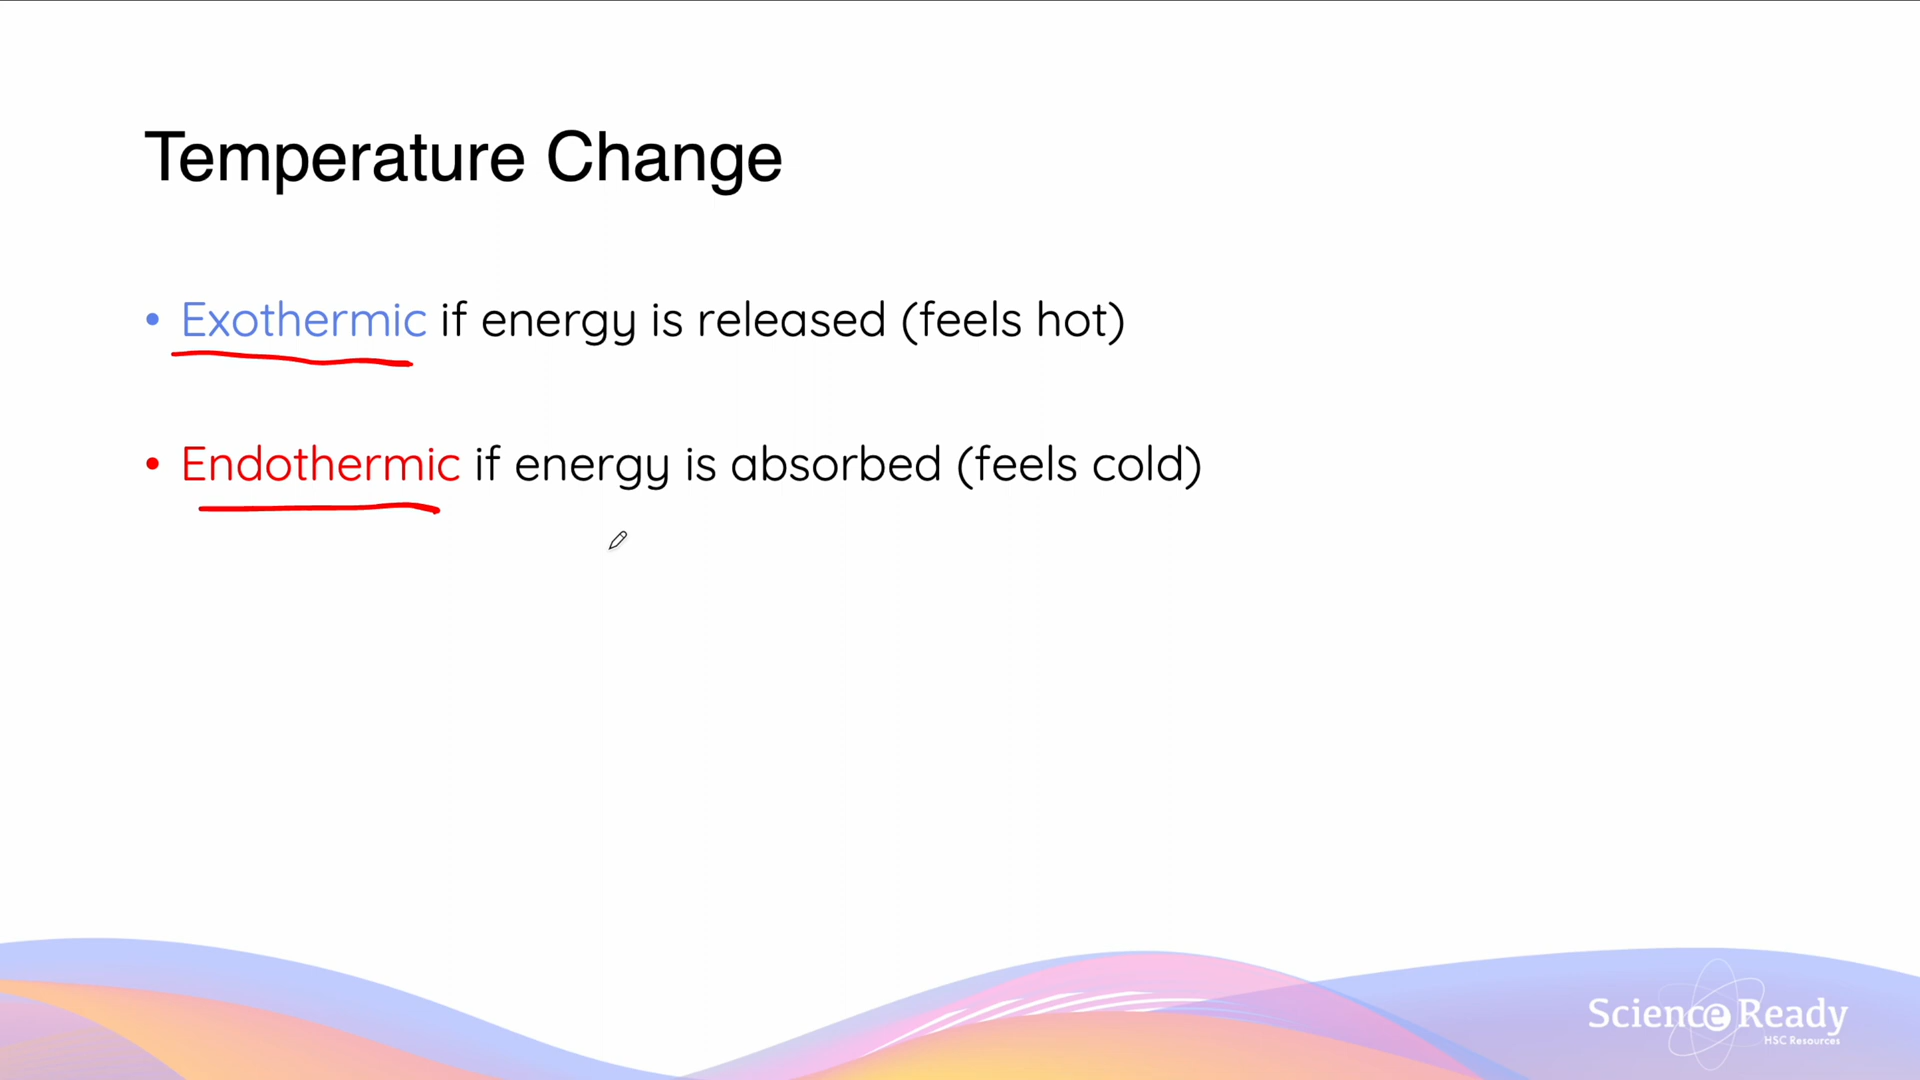 Temperature Change
• Exothermic if energy is released (feels hot)
• Endothermic if energy is absorbed (feels cold)
Science Ready
HSC Resources